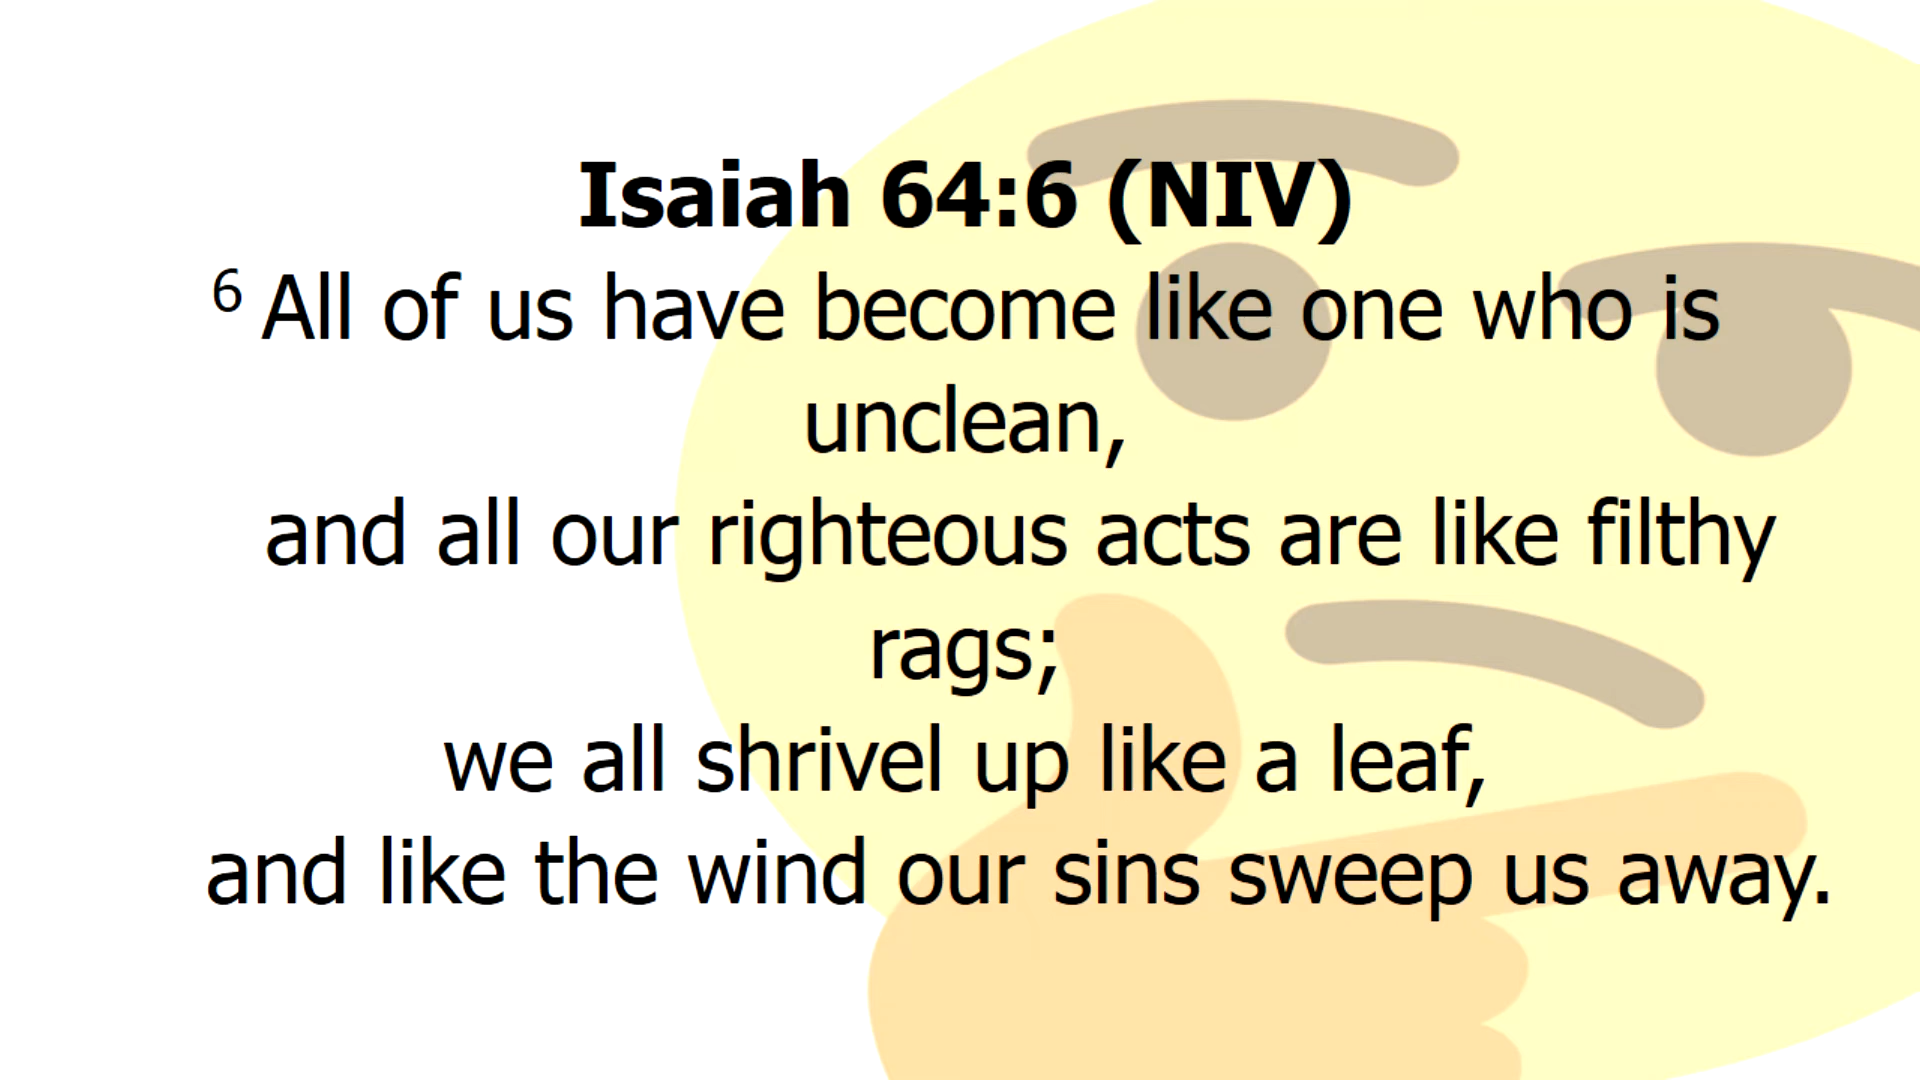 Isaiah 64:6 (NIV)
6 All of us have become like one who is
unclean,
and all our righteous acts are like filthy
rags;
we all shrivel up like a leaf,
and like the wind our sins sweep us away.